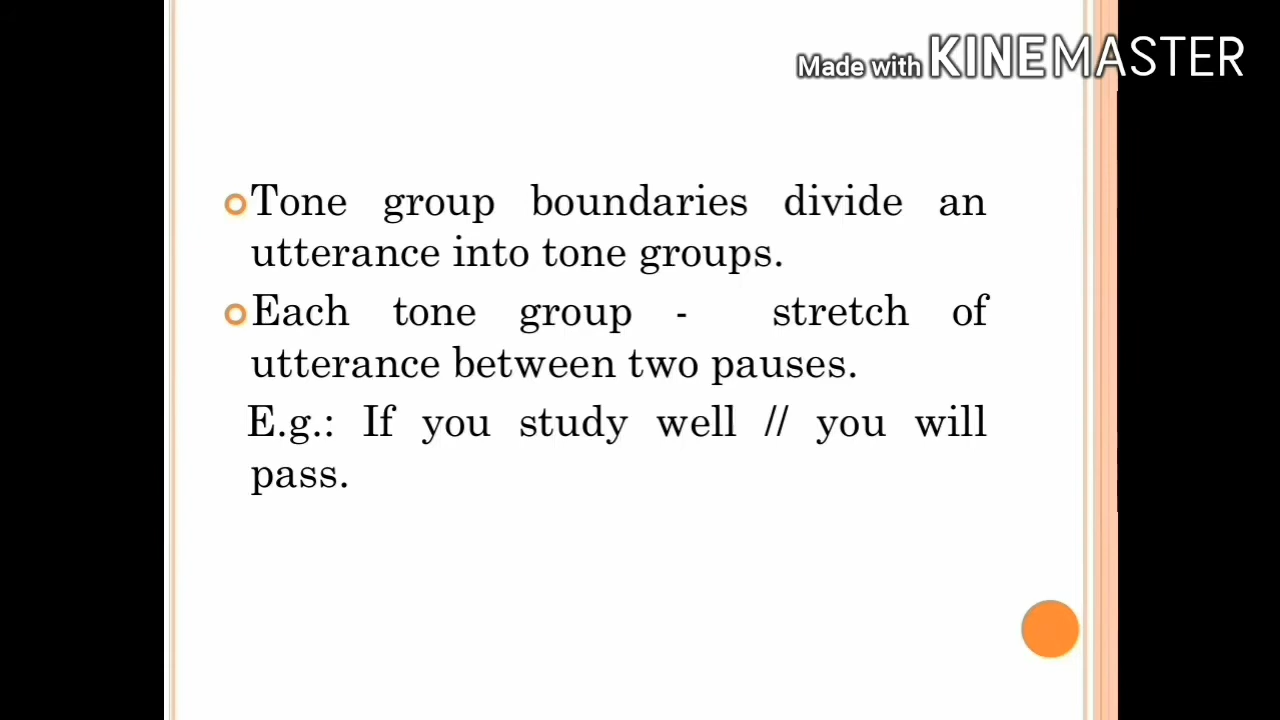 Made with KINEMASTER
Tone group boundaries divide an
utterance into tone groups.
Each tone group - stretch of
utterance between two pauses.
E.g.: If you study well // you will
pass.